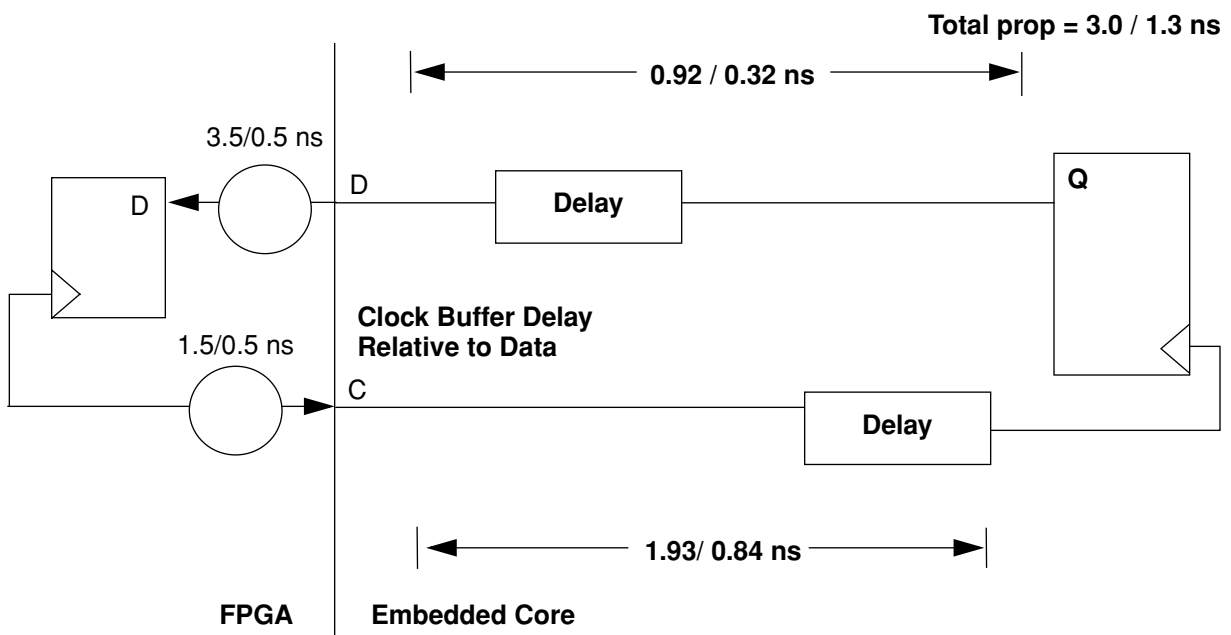 Total prop = 3.0 / 1.3 ns
0.92 / 0.32 ns
3.5/0.5 ns
D
D
Delay
Q
Clock Buffer Delay
Relative to Data
1.5/0.5 ns
C
Delay
1.93/ 0.84 ns
FPGA
Embedded Core